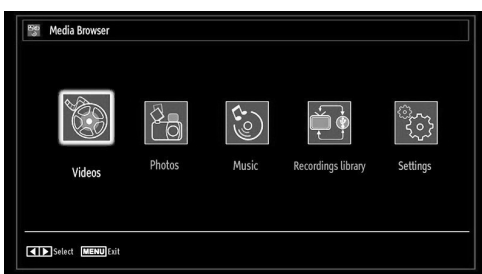 Media Browser
Videos
Photos
Music
Recordings library
Settings
Select MENU Exit